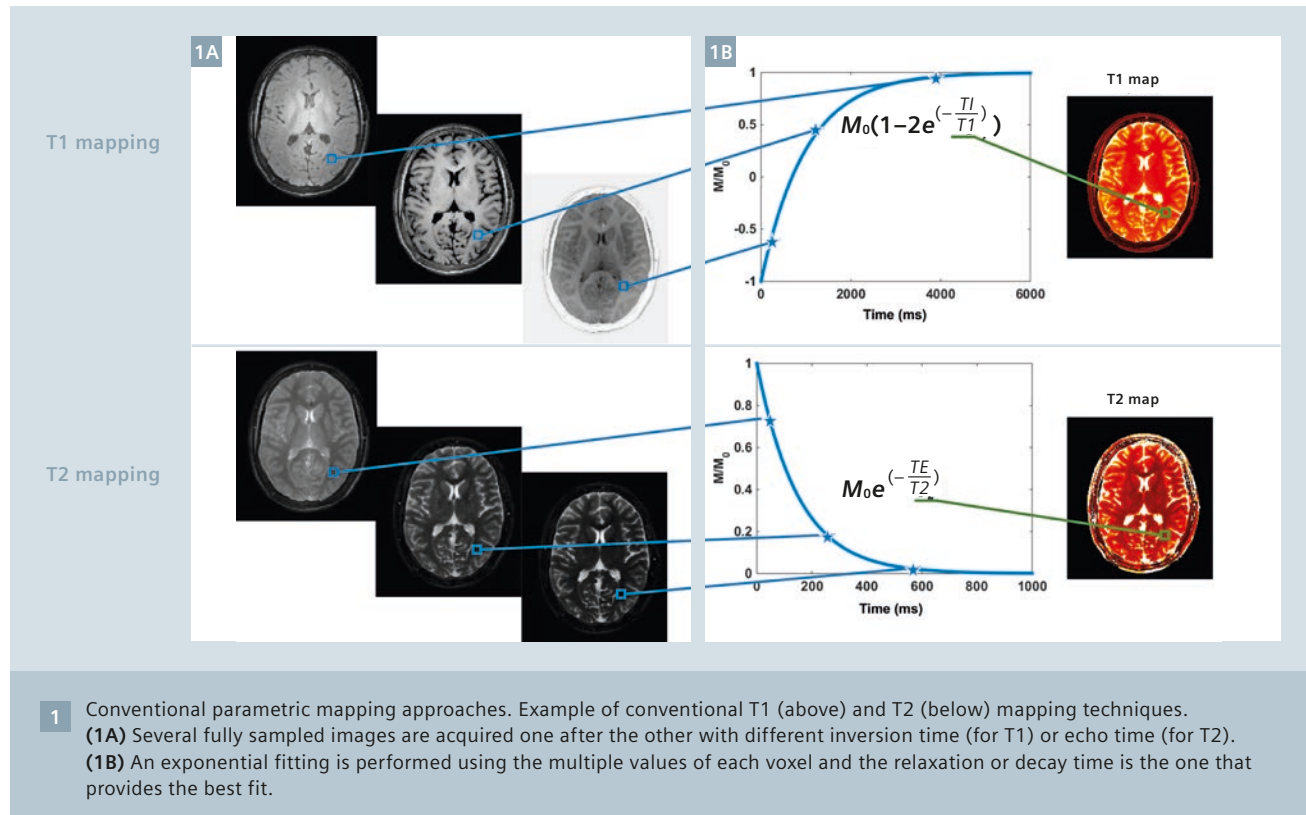 1A
1B
T1 mapping
1
0.5
0
-0.5
-1
M/M₀
0 2000 4000 6000
Time (ms)
M₀(1–2e^(-TI/T1))
T1 map
T2 mapping
1
0.8
0.6
0.4
0.2
0
M/M₀
0 200 400 600 800 1000
Time (ms)
M₀e^(-TE/T2)
T2 map
1 Conventional parametric mapping approaches. Example of conventional T1 (above) and T2 (below) mapping techniques.
(1A) Several fully sampled images are acquired one after the other with different inversion time (for T1) or echo time (for T2).
(1B) An exponential fitting is performed using the multiple values of each voxel and the relaxation or decay time is the one that
provides the best fit.